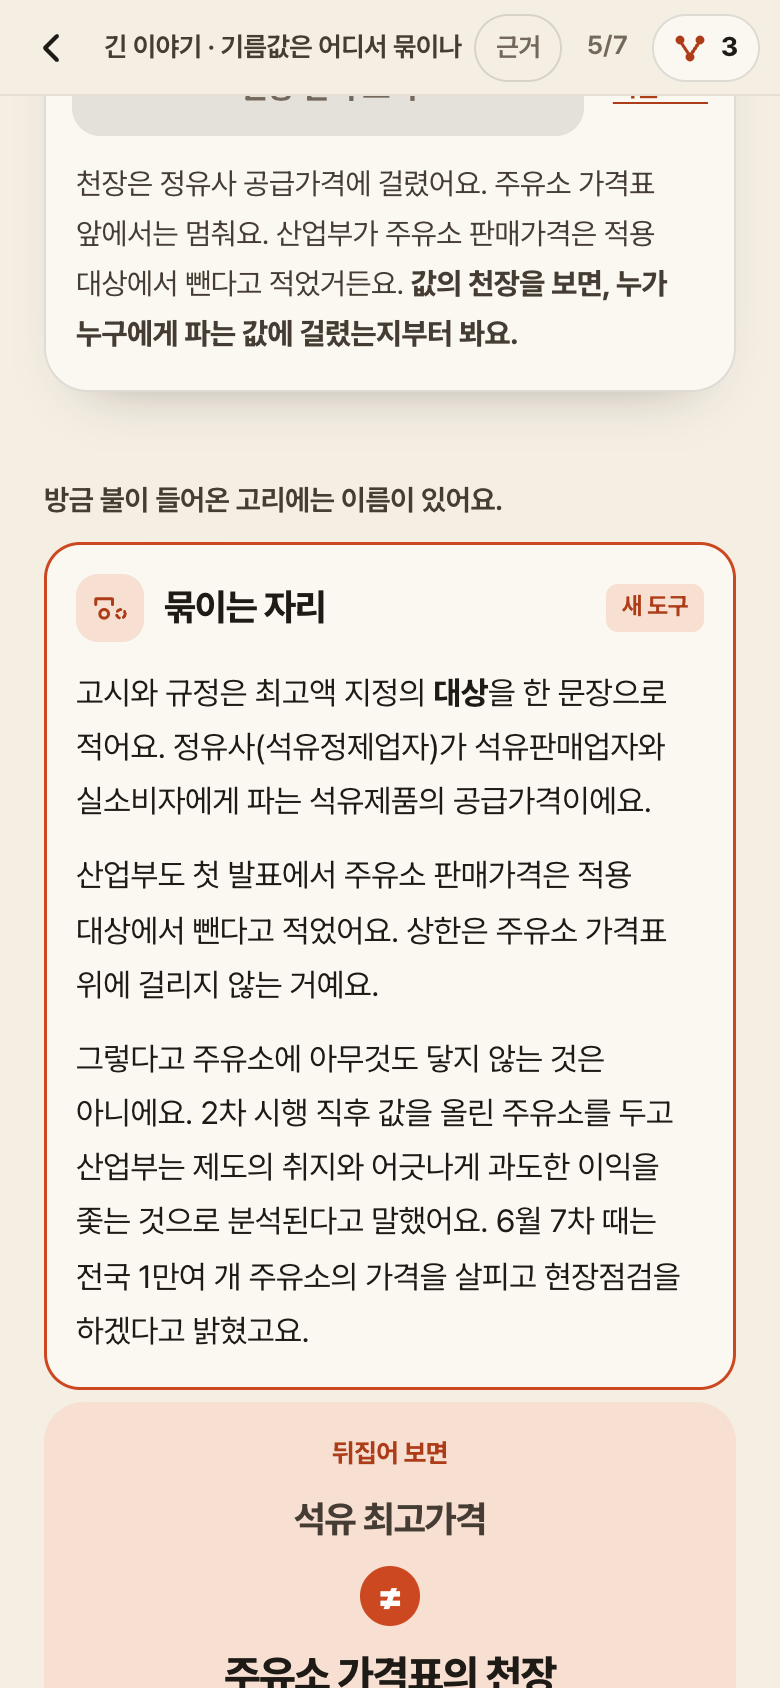 긴 이야기 · 기름값은 어디서 묶이나
근거
5/7
3
천장은 정유사 공급가격에 걸렸어요. 주유소 가격표
앞에서는 멈춰요. 산업부가 주유소 판매가격은 적용
대상에서 뺀다고 적었거든요. 값의 천장을 보면, 누가
누구에게 파는 값에 걸렸는지부터 봐요.
방금 불이 들어온 고리에는 이름이 있어요.
묶이는 자리
새 도구
고시와 규정은 최고액 지정의 대상을 한 문장으로
적어요. 정유사(석유정제업자)가 석유판매업자와
실소비자에게 파는 석유제품의 공급가격이에요.
산업부도 첫 발표에서 주유소 판매가격은 적용
대상에서 뺀다고 적었어요. 상한은 주유소 가격표
위에 걸리지 않는 거예요.
그렇다고 주유소에 아무것도 닿지 않는 것은
아니에요. 2차 시행 직후 값을 올린 주유소를 두고
산업부는 제도의 취지와 어긋나게 과도한 이익을
좇는 것으로 분석된다고 말했어요. 6월 7차 때는
전국 1만여 개 주유소의 가격을 살피고 현장점검을
하겠다고 밝혔고요.
뒤집어 보면
석유 최고가격
≠
주유소 가격표의 천장